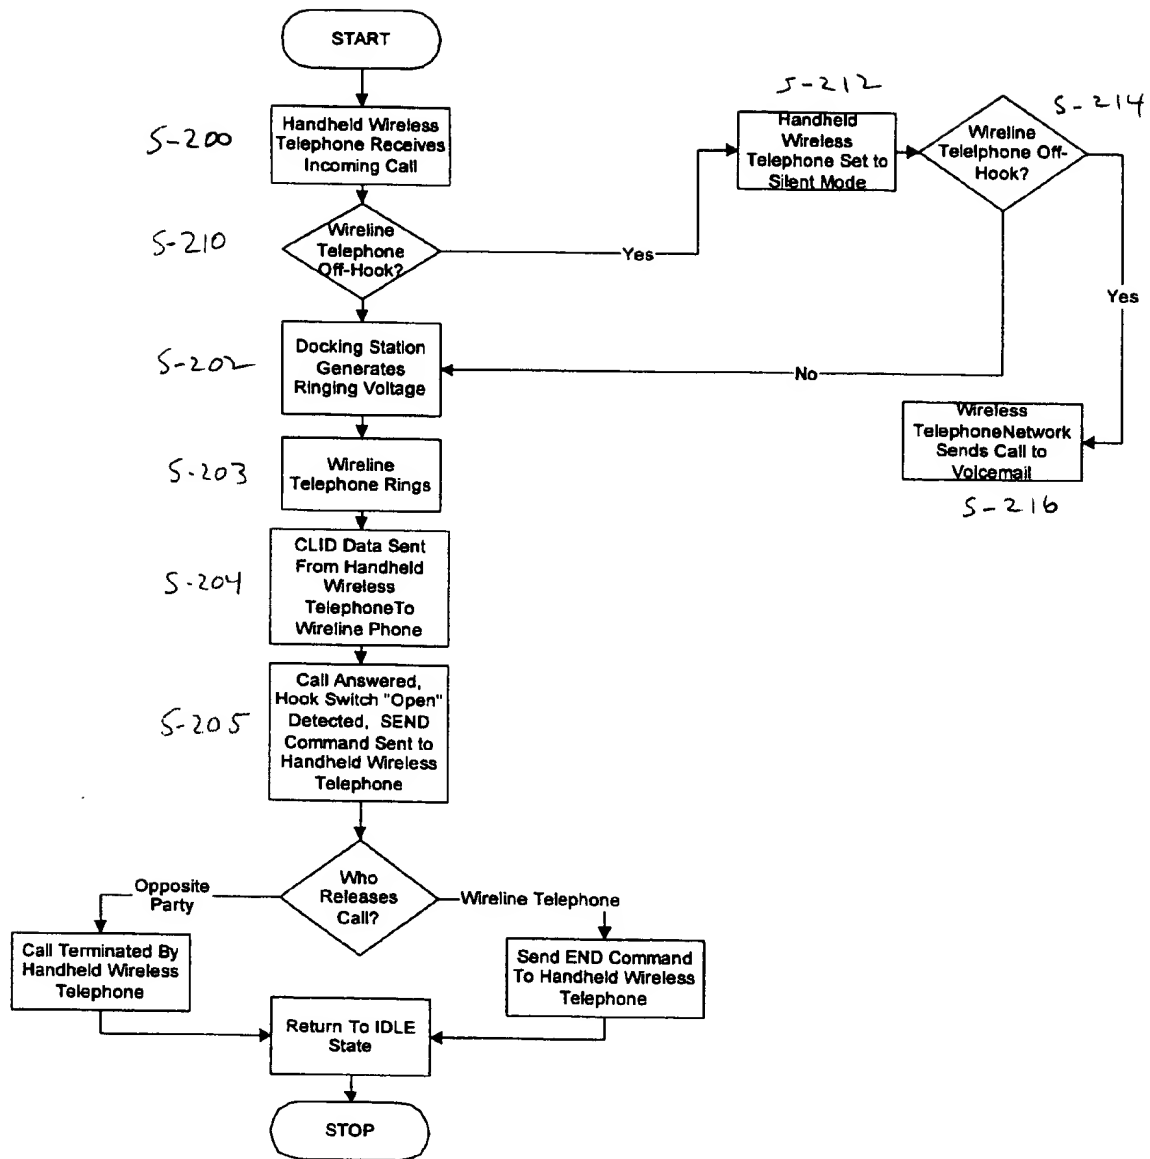 START
S-200
Handheld Wireless
Telephone Receives
Incoming Call
S-210
Wireline
Telephone
Off-Hook?
Yes
S-212
Handheld
Wireless
Telephone Set to
Silent Mode
S-214
Wireline
Telelphone Off-
Hook?
Yes
No
Wireless
TelephoneNetwork
Sends Call to
Voicemail
S-216
S-202
Docking Station
Generates
Ringing Voltage
S-203
Wireline
Telephone Rings
S-204
CLID Data Sent
From Handheld
Wireless
TelephoneTo
Wireline Phone
S-205
Call Answered,
Hook Switch "Open"
Detected, SEND
Command Sent to
Handheld Wireless
Telephone
Who
Releases
Call?
Opposite
Party
Wireline Telephone
Call Terminated By
Handheld Wireless
Telephone
Send END Command
To Handheld Wireless
Telephone
Return To IDLE
State
STOP